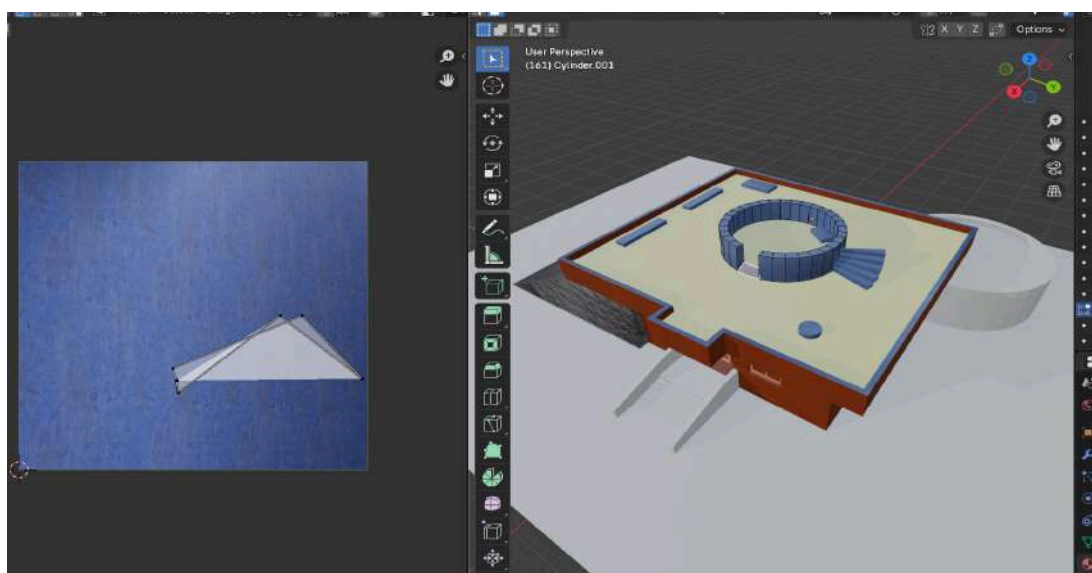 X Y Z
Options
User Perspective
(161) Cylinder.001
Z
Y
X